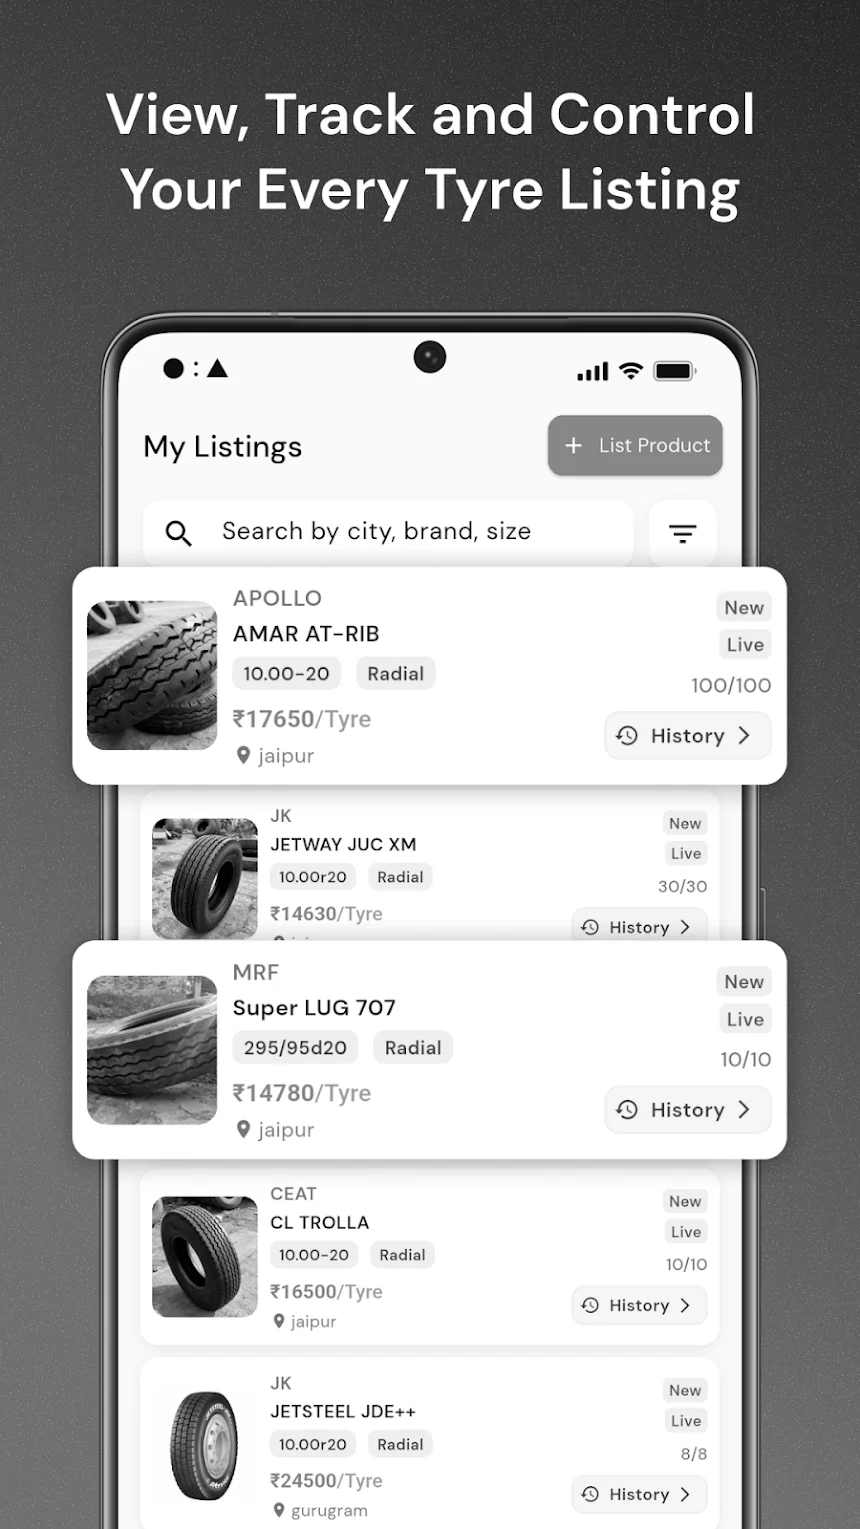 View, Track and Control
Your Every Tyre Listing
My Listings
+ List Product
Search by city, brand, size
APOLLO
AMAR AT-RIB
10.00-20 Radial
₹17650/Tyre
jaipur
New
Live
100/100
History
JK
JETWAY JUC XM
10.00r20 Radial
₹14630/Tyre
New
Live
30/30
History
MRF
Super LUG 707
295/95d20 Radial
₹14780/Tyre
jaipur
New
Live
10/10
History
CEAT
CL TROLLA
10.00-20 Radial
₹16500/Tyre
jaipur
New
Live
10/10
History
JK
JETSTEEL JDE++
10.00r20 Radial
₹24500/Tyre
gurugram
New
Live
8/8
History